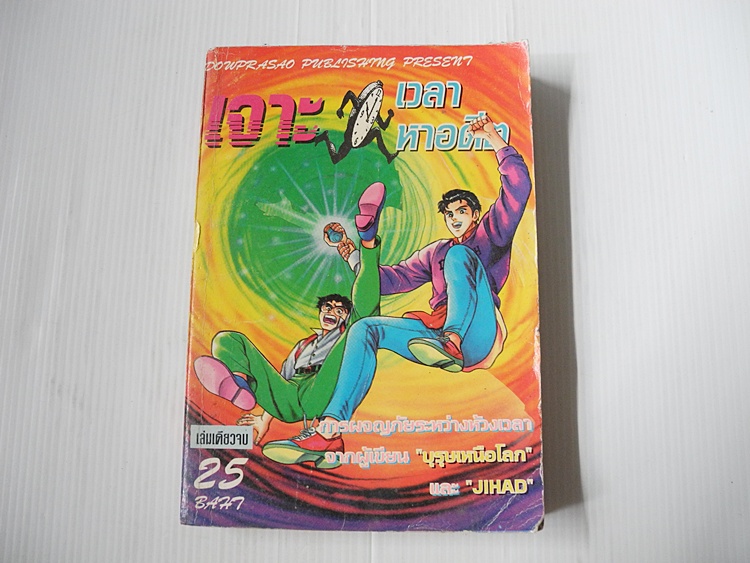 DOWPRASAO PUBLISHING PRESENT
เจาะ เวลา
หาอดีต
การผจญภัยระหว่างห้วงเวลา
จากผู้เขียน "บุรุษเหนือโลก"
และ "JIHAD"
เล่มเดียวจบ
25
BAHT